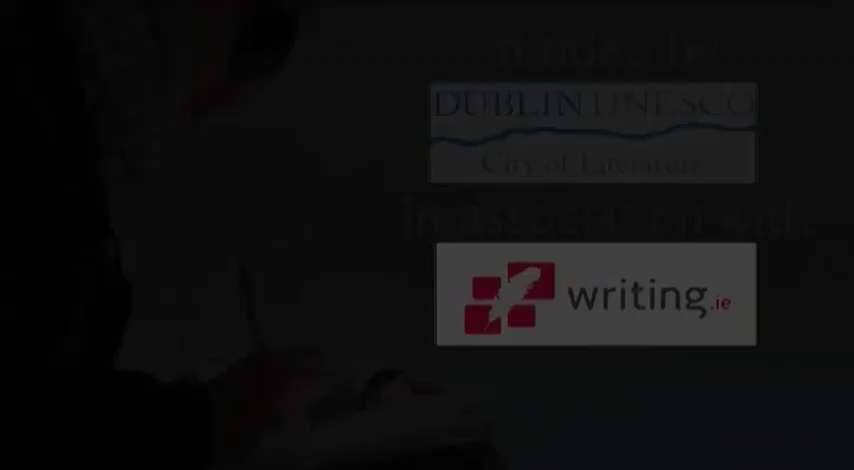 funded by
DUBLIN UNESCO
City of Literature
in association with
writing.ie